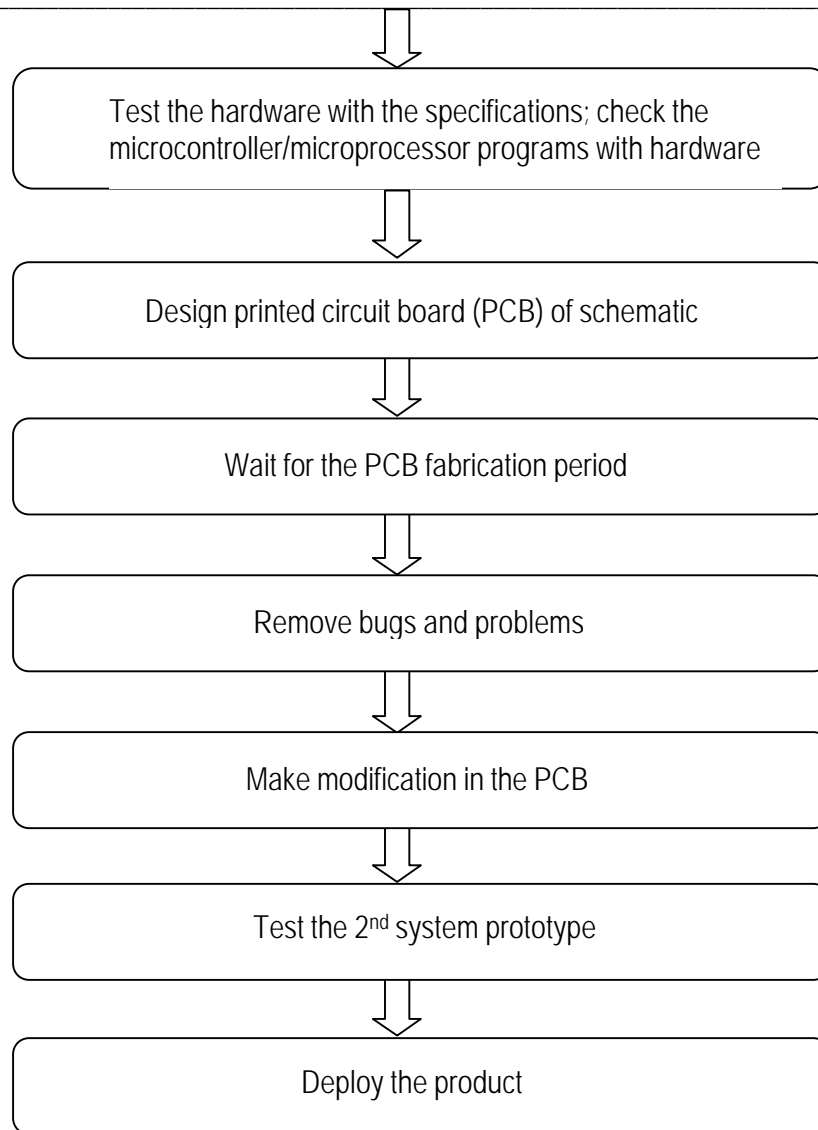 Test the hardware with the specifications; check the
microcontroller/microprocessor programs with hardware
Design printed circuit board (PCB) of schematic
Wait for the PCB fabrication period
Remove bugs and problems
Make modification in the PCB
Test the 2nd system prototype
Deploy the product